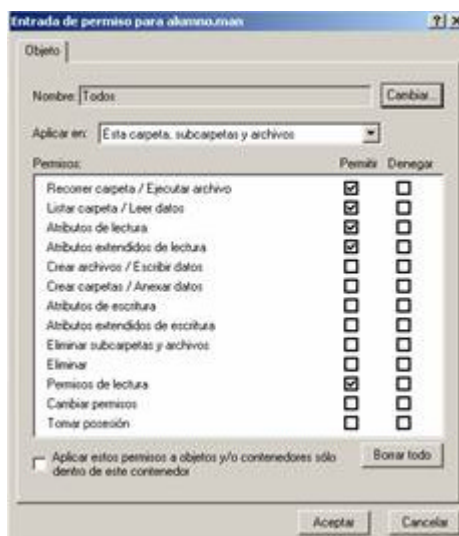 Entrada de permiso para alumno.man
Objeto
Nombre: Todos
Cambiar...
Aplicar en: Esta carpeta, subcarpetas y archivos
Permisos: Permitir Denegar
Recorrer carpeta / Ejecutar archivo
Listar carpeta / Leer datos
Atributos de lectura
Atributos extendidos de lectura
Crear archivos / Escribir datos
Crear carpetas / Anexar datos
Atributos de escritura
Atributos extendidos de escritura
Eliminar subcarpetas y archivos
Eliminar
Permisos de lectura
Cambiar permisos
Tomar posesión
Aplicar estos permisos a objetos y/o contenedores sólo
dentro de este contenedor
Borrar todo
Aceptar Cancelar